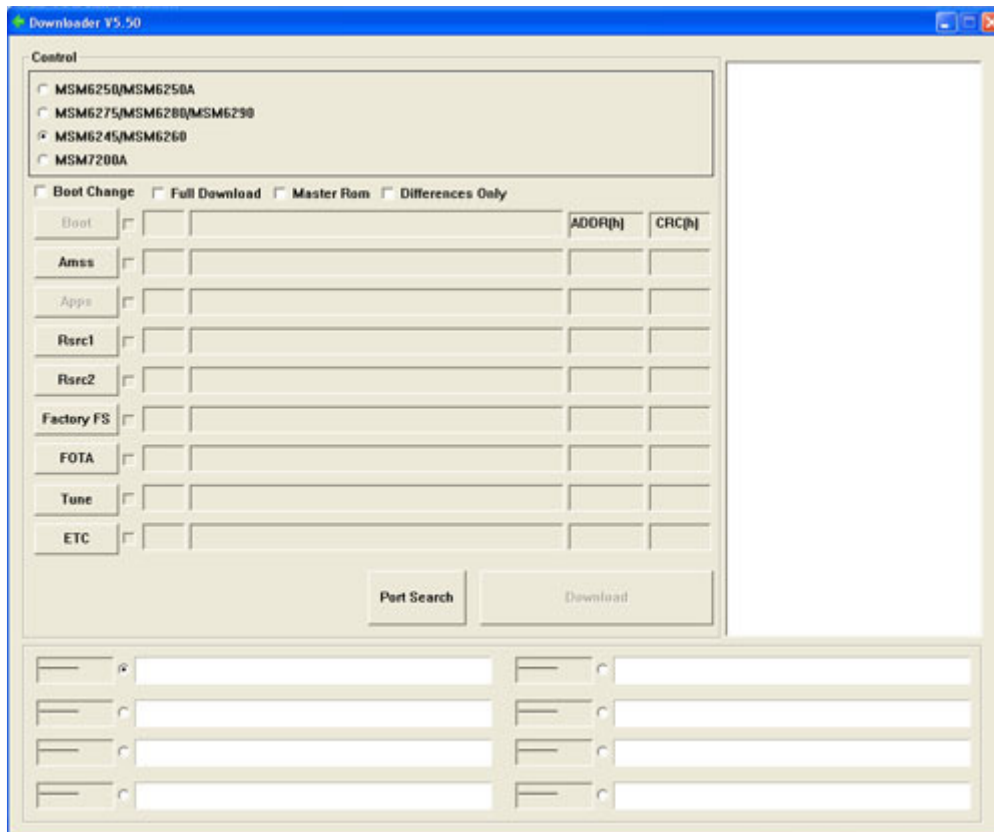 Downloader V5.50
Control
MSM6250/MSM6250A
MSM6275/MSM6280/MSM6290
MSM6245/MSM6260
MSM7200A
Boot Change Full Download Master Rom Differences Only
Boot ADDR(h) CRC(h)
Amss
Apps
Rsrc1
Rsrc2
Factory FS
FOTA
Tune
ETC
Port Search Download